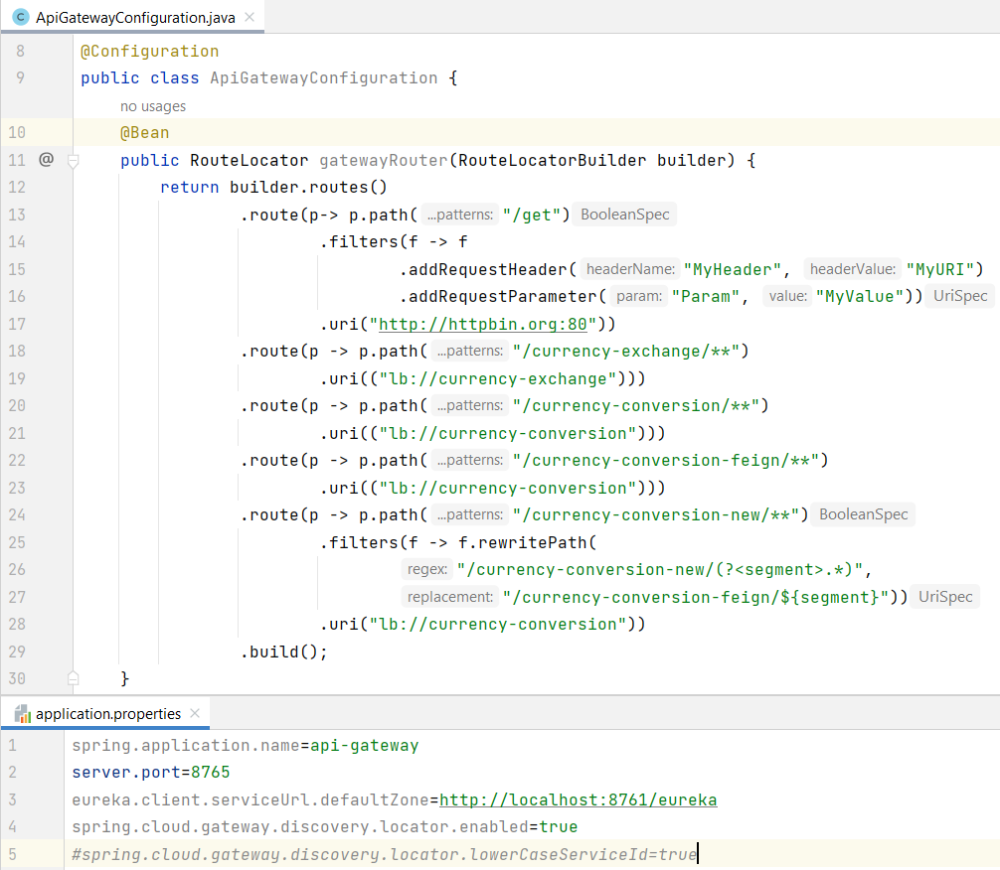 C ApiGatewayConfiguration.java ×
8 @Configuration
9 public class ApiGatewayConfiguration {
no usages
10 @Bean
11 @ public RouteLocator gatewayRouter(RouteLocatorBuilder builder) {
12 return builder.routes()
13 .route(p-> p.path( ...patterns: "/get") BooleanSpec
14 .filters(f -> f
15 .addRequestHeader( headerName: "MyHeader", headerValue: "MyURI")
16 .addRequestParameter( param: "Param", value: "MyValue")) UriSpec
17 .uri("http://httpbin.org:80"))
18 .route(p -> p.path( ...patterns: "/currency-exchange/**")
19 .uri(("lb://currency-exchange")))
20 .route(p -> p.path( ...patterns: "/currency-conversion/**")
21 .uri(("lb://currency-conversion")))
22 .route(p -> p.path( ...patterns: "/currency-conversion-feign/**")
23 .uri(("lb://currency-conversion")))
24 .route(p -> p.path( ...patterns: "/currency-conversion-new/**") BooleanSpec
25 .filters(f -> f.rewritePath(
26 regex: "/currency-conversion-new/(?<segment>.*)",
27 replacement: "/currency-conversion-feign/${segment}")) UriSpec
28 .uri("lb://currency-conversion"))
29 .build();
30 }
application.properties ×
1 spring.application.name=api-gateway
2 server.port=8765
3 eureka.client.serviceUrl.defaultZone=http://localhost:8761/eureka
4 spring.cloud.gateway.discovery.locator.enabled=true
5 #spring.cloud.gateway.discovery.locator.lowerCaseServiceId=true